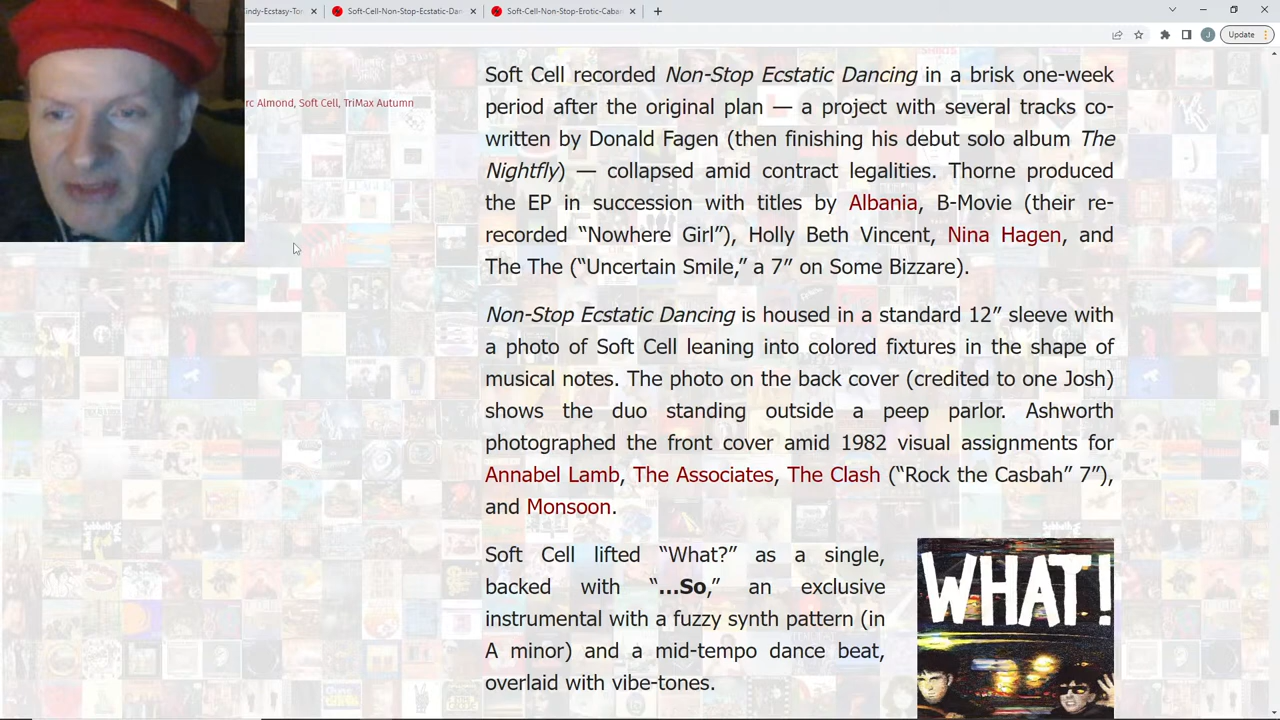 indy-Ecstasy-To
Soft-Cell-Non-Stop-Ecstatic-Da
Soft-Cell-Non-Stop-Erotic-Caba
J
Update
rc Almond, Soft Cell, TriMax Autumn
Soft Cell recorded Non-Stop Ecstatic Dancing in a brisk one-week
period after the original plan — a project with several tracks co-
written by Donald Fagen (then finishing his debut solo album The
Nightfly) — collapsed amid contract legalities. Thorne produced
the EP in succession with titles by Albania, B-Movie (their re-
recorded “Nowhere Girl”), Holly Beth Vincent, Nina Hagen, and
The The (“Uncertain Smile,” a 7″ on Some Bizzare).
Non-Stop Ecstatic Dancing is housed in a standard 12″ sleeve with
a photo of Soft Cell leaning into colored fixtures in the shape of
musical notes. The photo on the back cover (credited to one Josh)
shows the duo standing outside a peep parlor. Ashworth
photographed the front cover amid 1982 visual assignments for
Annabel Lamb, The Associates, The Clash (“Rock the Casbah” 7″),
and Monsoon.
Soft Cell lifted “What?” as a single,
backed with “…So,” an exclusive
instrumental with a fuzzy synth pattern (in
A minor) and a mid-tempo dance beat,
overlaid with vibe-tones.
WHAT!